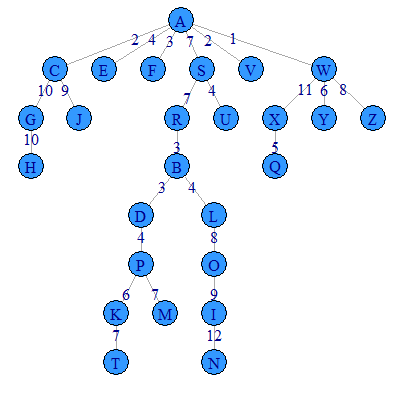 A
2 4 3 7 2 1
C E F S V W
10 9 7 4 11 6 8
G J R U X Y Z
10 3 5
H B Q
3 4
D L
4 8
P O
6 7 9
K M I
7 12
T N